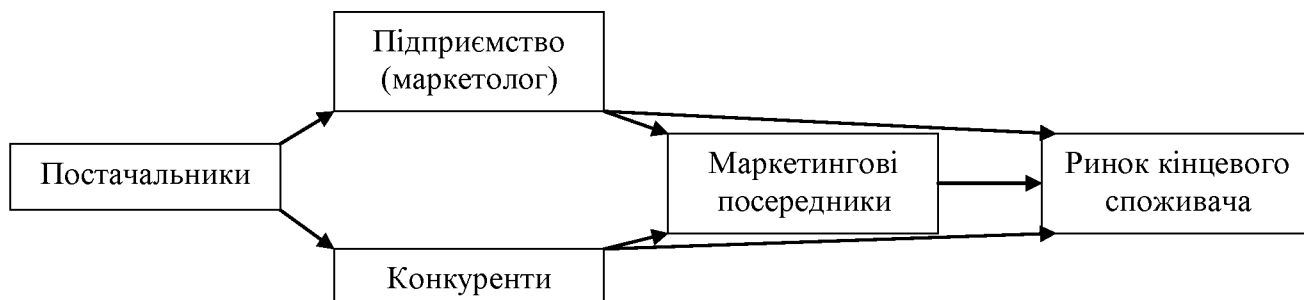 Підприємство
(маркетолог)
Постачальники
Маркетингові
посередники
Ринок кінцевого
споживача
Конкуренти